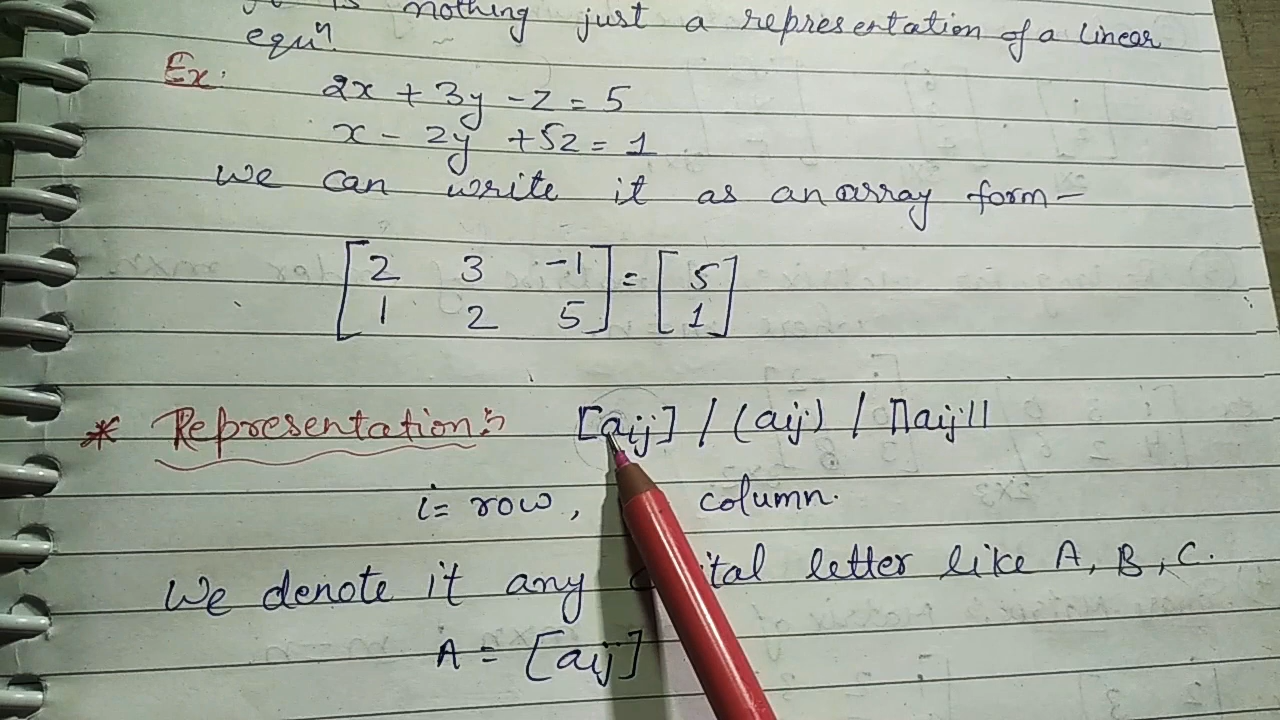 is nothing just a representation of a linear
equⁿ.
Ex:
2x + 3y - z = 5
x - 2y + 5z = 1
we can write it as an array form-
[2 3 -1
1 2 5] = [5
1]
* Representation:- [aij] / (aij) / ||aij||
i = row, column.
We denote it any letter like A, B, C.
A = [aij]